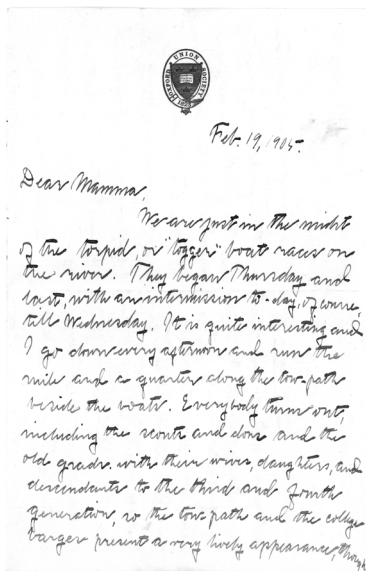 OXFORD UNION SOCIETY
Feb. 19, 1905.
Dear Mamma,
We are just in the midst
of the torpid, or "togger" boat races on
the river. They began Thursday and
last, with an intermission to-day, of course,
till Wednesday. It is quite interesting and
I go down every afternoon and run the
mile and a quarter along the tow-path
beside the boats. Everybody turns out,
including the scouts and dons and the
old grads. with their wives, daughters, and
descendants to the third and fourth
generation, so the tow-path and the college
barges present a very lively appearance, though